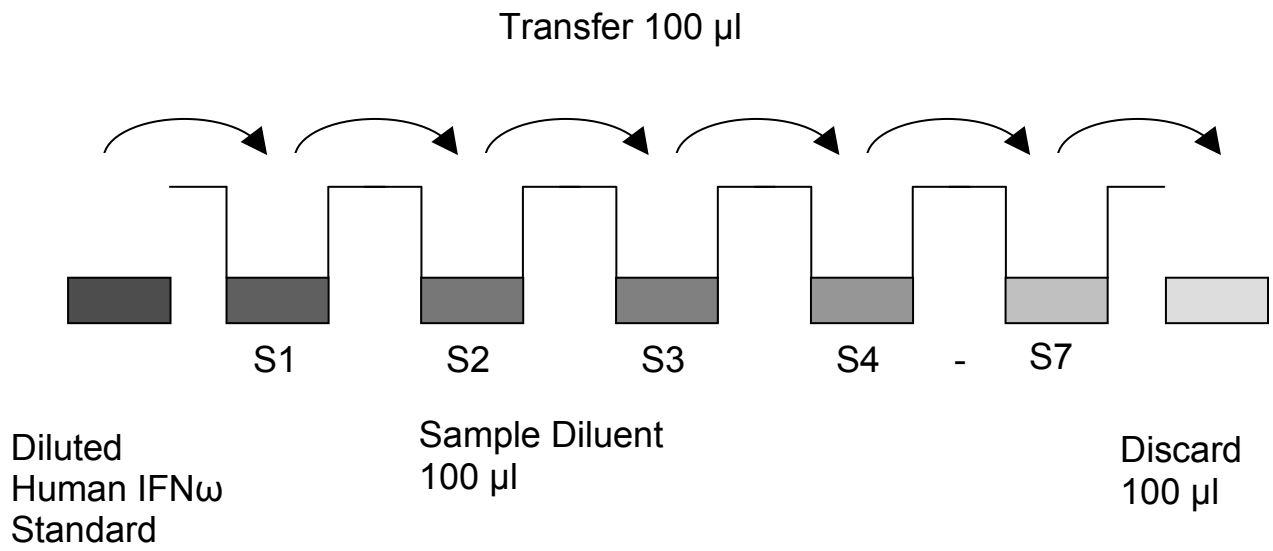 Transfer 100 µl
S1 S2 S3 S4 - S7
Diluted
Human IFNω
Standard
Sample Diluent
100 µl
Discard
100 µl